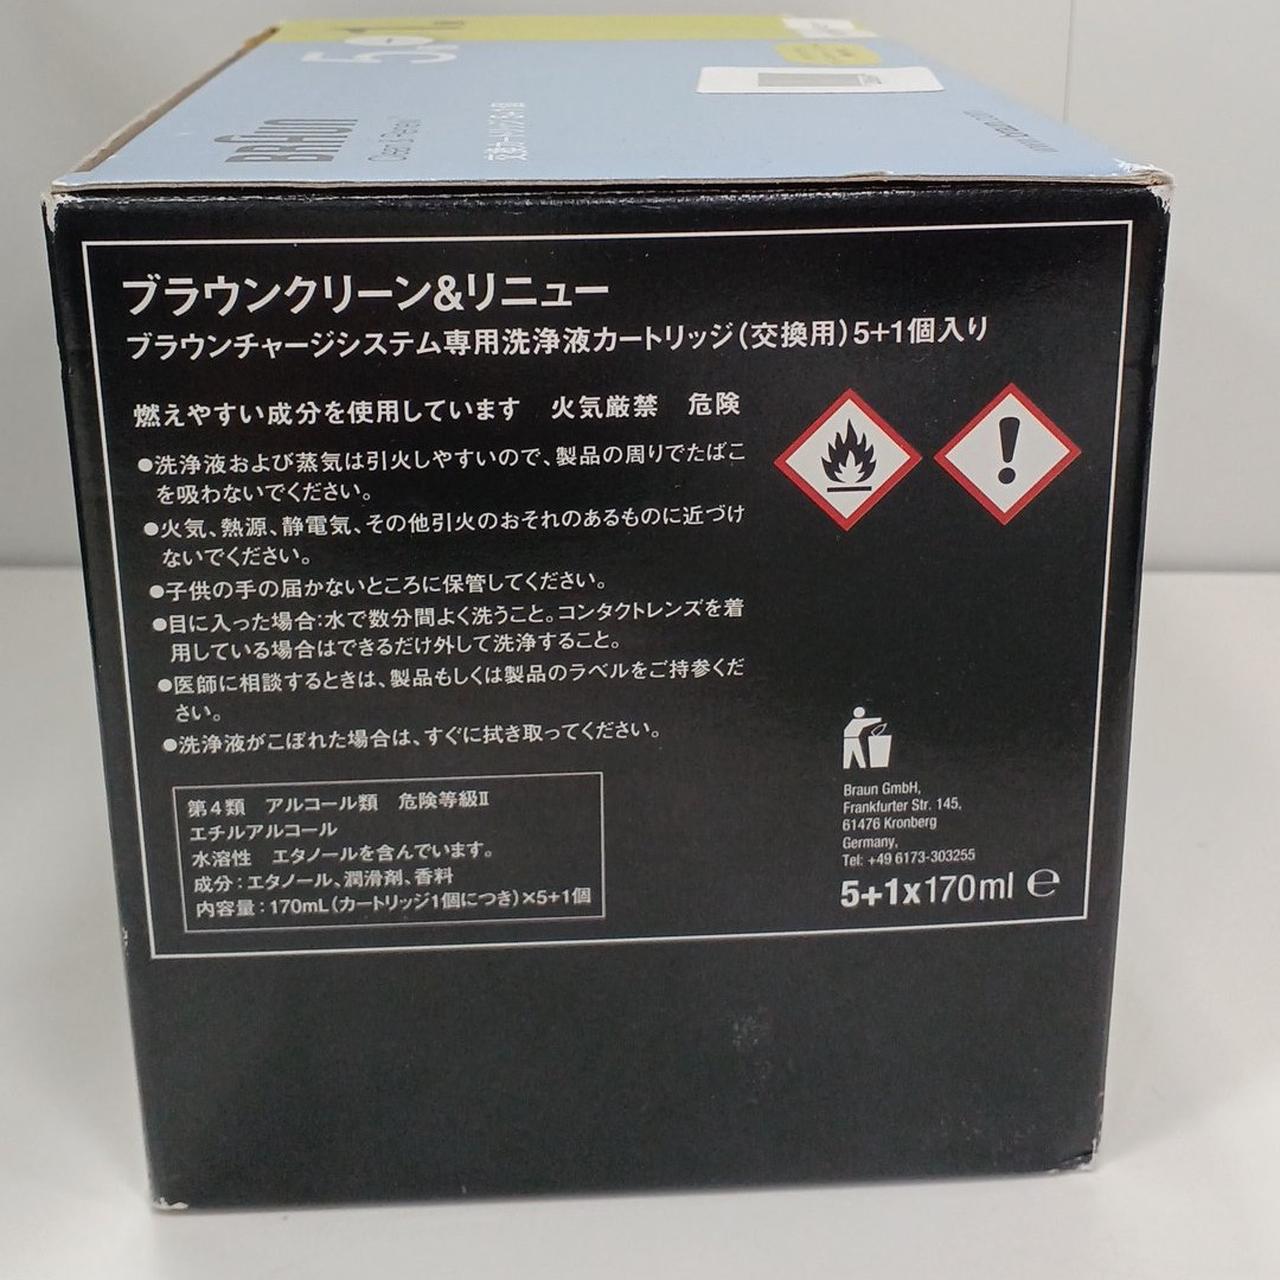 5+1個
BRAUN
Clean & Renew
交換カートリッジ 5+1個
ブラウンクリーン&リニュー
ブラウンチャージシステム専用洗浄液カートリッジ(交換用)5+1個入り
燃えやすい成分を使用しています 火気厳禁 危険
●洗浄液および蒸気は引火しやすいので、製品の周りでたばこ
を吸わないでください。
●火気、熱源、静電気、その他引火のおそれのあるものに近づけ
ないでください。
●子供の手の届かないところに保管してください。
●目に入った場合:水で数分間よく洗うこと。コンタクトレンズを着
用している場合はできるだけ外して洗浄すること。
●医師に相談するときは、製品もしくは製品のラベルをご持参くだ
さい。
●洗浄液がこぼれた場合は、すぐに拭き取ってください。
第4類 アルコール類 危険等級Ⅱ
エチルアルコール
水溶性 エタノールを含んでいます。
成分:エタノール、潤滑剤、香料
内容量:170mL(カートリッジ1個につき)×5+1個
Braun GmbH,
Frankfurter Str. 145,
61476 Kronberg
Germany,
Tel: +49 6173-303255
5+1x170ml ℮